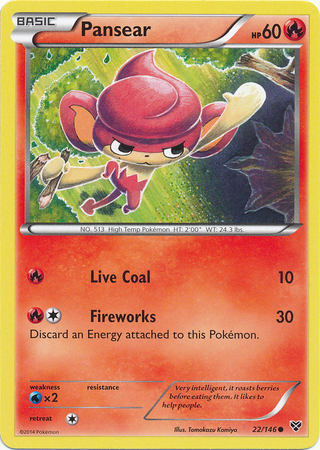 BASIC
Pansear
HP60
NO. 513 High Temp Pokémon HT: 2'00" WT: 24.3 lbs.
Live Coal 10
Fireworks 30
Discard an Energy attached to this Pokémon.
weakness resistance
×2
retreat
Very intelligent, it roasts berries
before eating them. It likes to
help people.
©2014 Pokémon
Illus. Tomokazu Komiya
22/146
XY